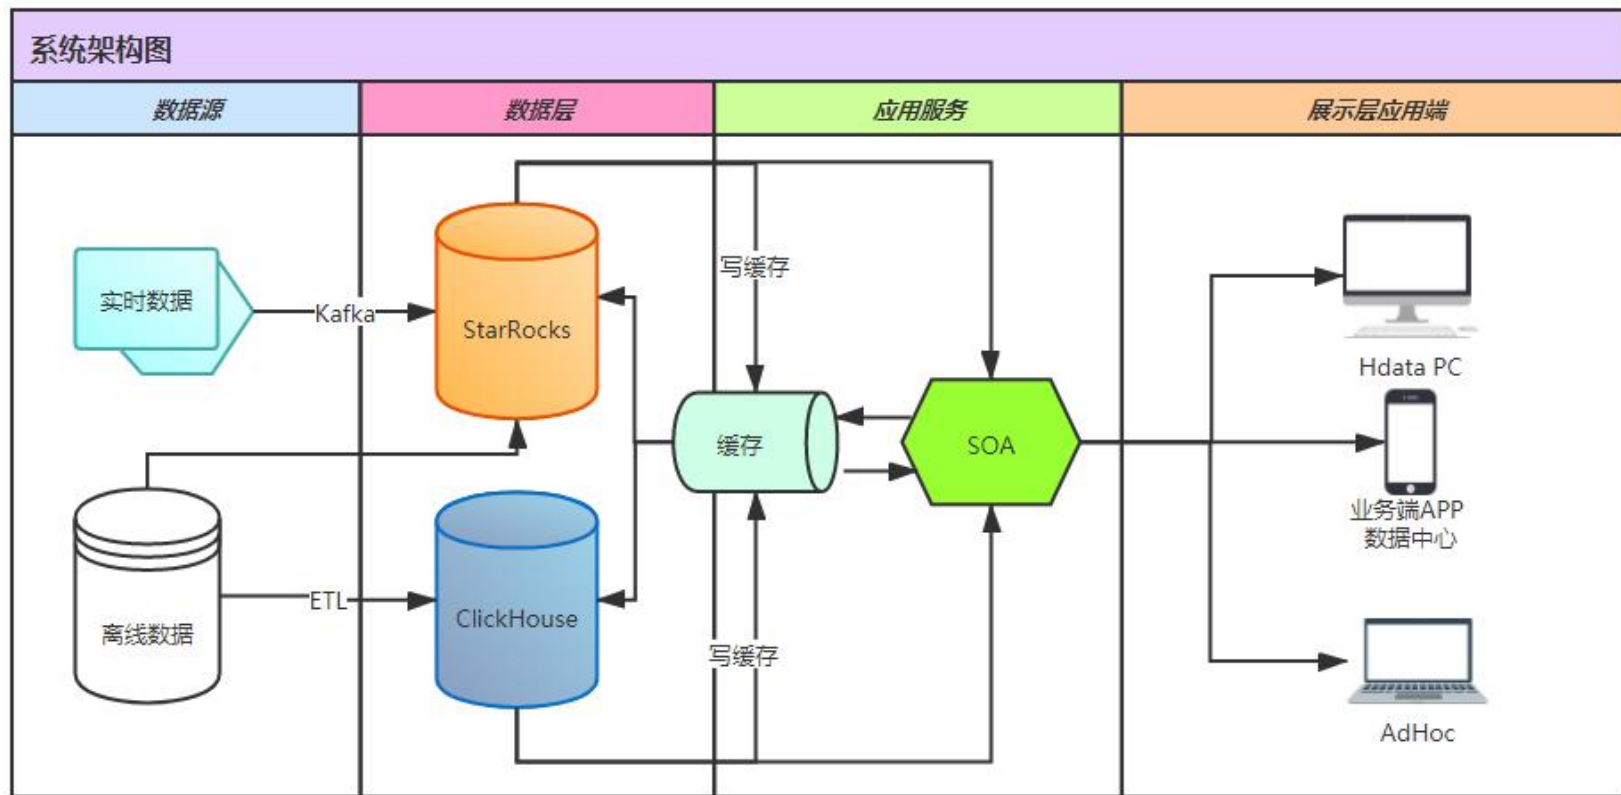 系统架构图
数据源
数据层
应用服务
展示层应用端
实时数据
Kafka
StarRocks
写缓存
Hdata PC
缓存
SOA
业务端APP
数据中心
离线数据
ETL
ClickHouse
写缓存
AdHoc